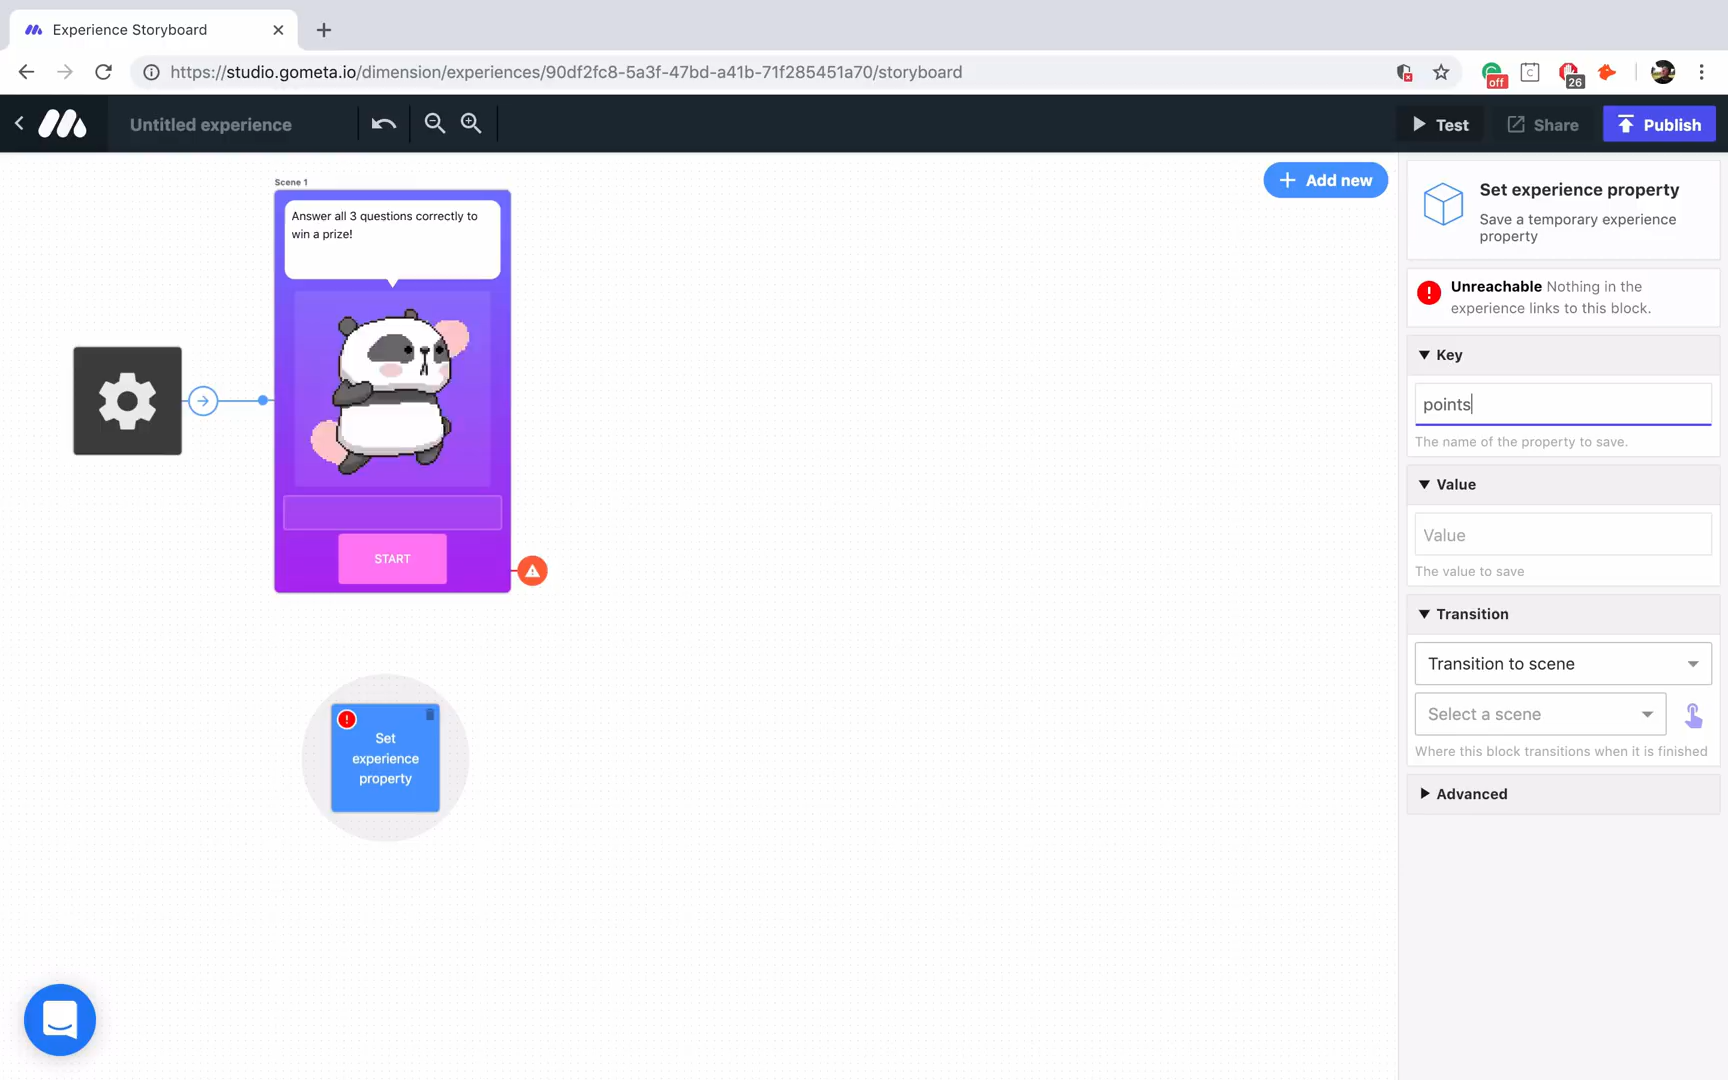 Experience Storyboard
https://studio.gometa.io/dimension/experiences/90df2fc8-5a3f-47bd-a41b-71f285451a70/storyboard
off
C
26
Untitled experience
Test
Share
Publish
Scene 1
Answer all 3 questions correctly to
win a prize!
START
Add new
Set
experience
property
Set experience property
Save a temporary experience
property
Unreachable Nothing in the
experience links to this block.
Key
points
The name of the property to save.
Value
Value
The value to save
Transition
Transition to scene
Select a scene
Where this block transitions when it is finished
Advanced